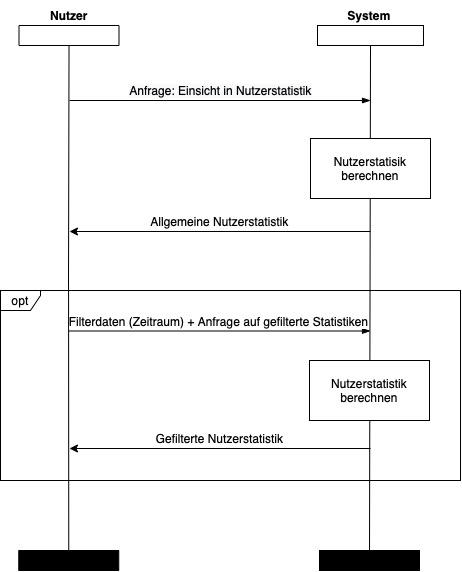 Nutzer
System
Anfrage: Einsicht in Nutzerstatistik
Nutzerstatisik
berechnen
Allgemeine Nutzerstatistik
opt
Filterdaten (Zeitraum) + Anfrage auf gefilterte Statistiken
Nutzerstatistik
berechnen
Gefilterte Nutzerstatistik